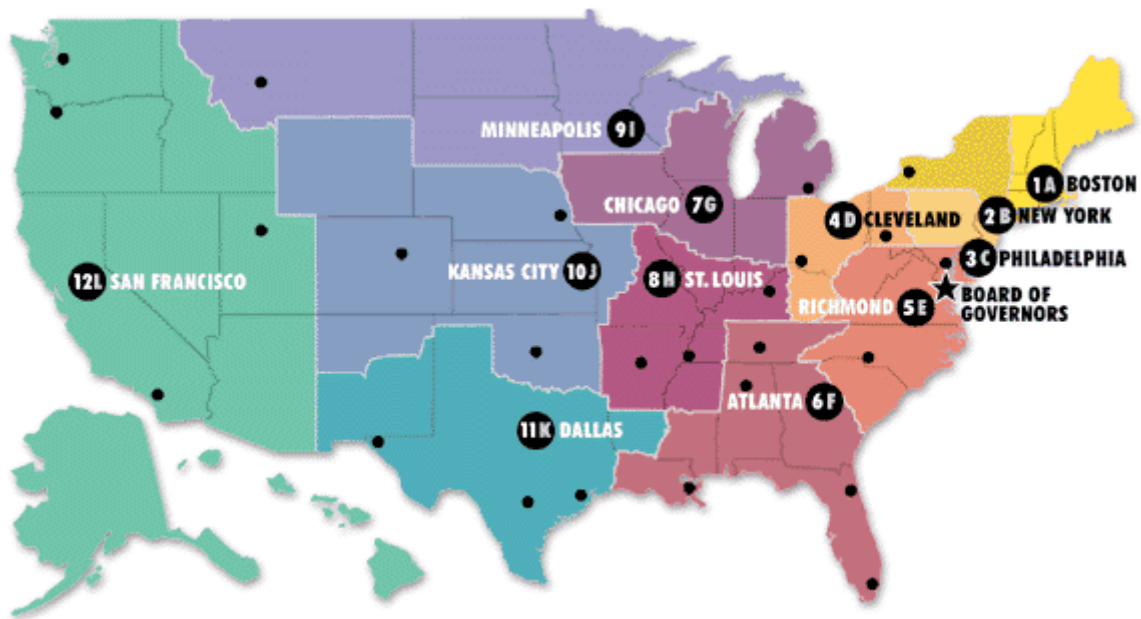 MINNEAPOLIS 9I
1A BOSTON
CHICAGO 7G
4D CLEVELAND
2B NEW YORK
3C PHILADELPHIA
KANSAS CITY 10J
12L SAN FRANCISCO
8H ST. LOUIS
RICHMOND 5E
BOARD OF
GOVERNORS
ATLANTA 6F
11K DALLAS